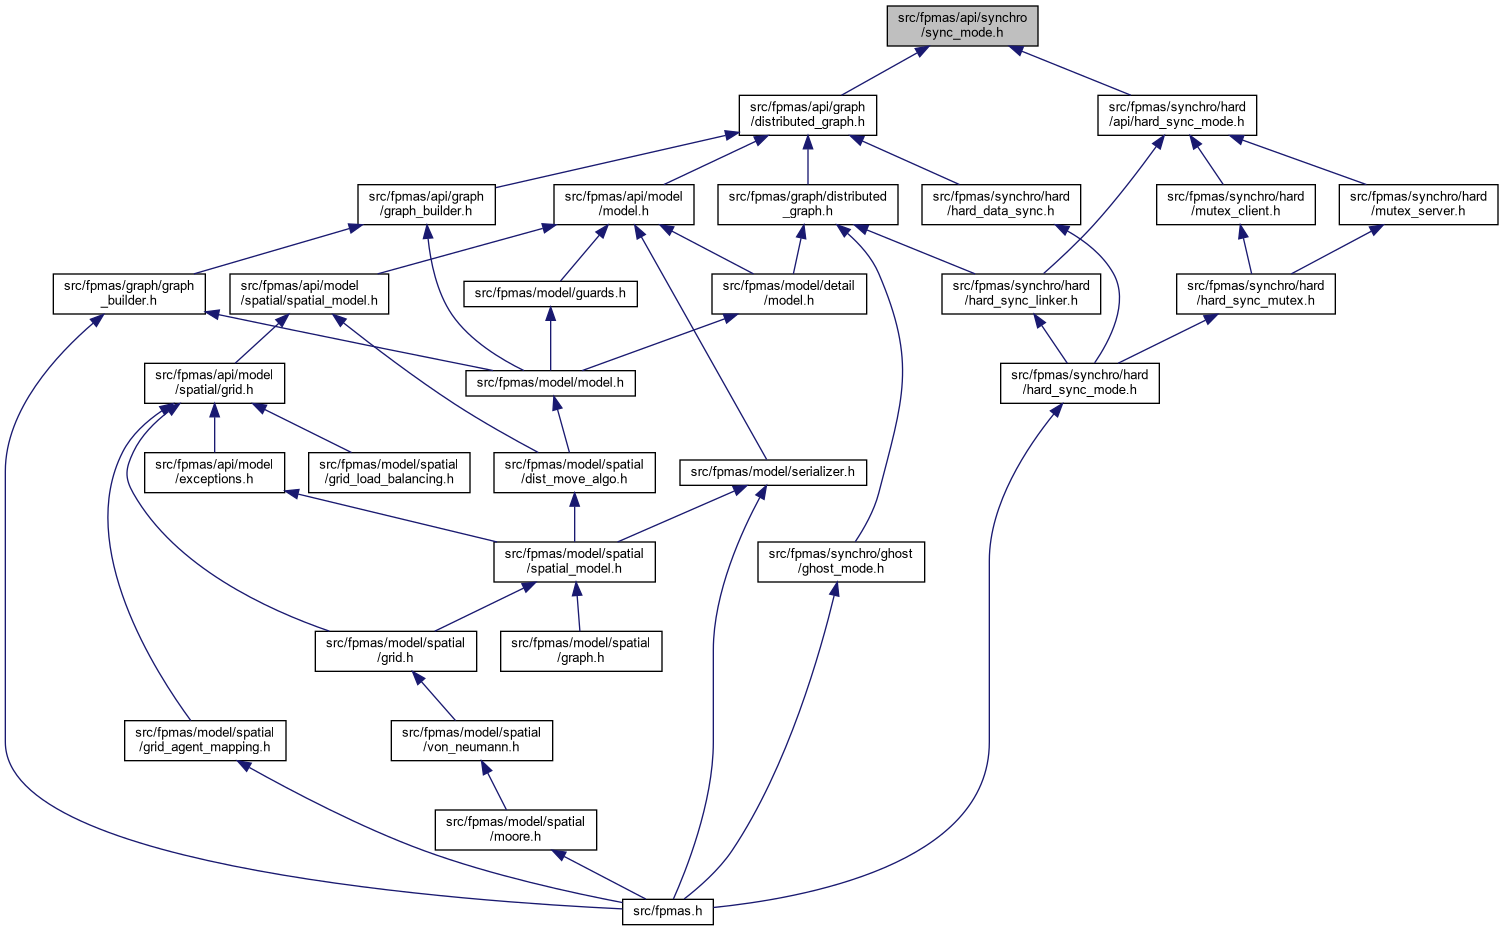 src/fpmas/api/synchro
/sync_mode.h
src/fpmas/api/graph
/distributed_graph.h
src/fpmas/synchro/hard
/api/hard_sync_mode.h
src/fpmas/api/graph
/graph_builder.h
src/fpmas/api/model
/model.h
src/fpmas/graph/distributed
_graph.h
src/fpmas/synchro/hard
/hard_data_sync.h
src/fpmas/synchro/hard
/mutex_client.h
src/fpmas/synchro/hard
/mutex_server.h
src/fpmas/graph/graph
_builder.h
src/fpmas/api/model
/spatial/spatial_model.h
src/fpmas/model/guards.h
src/fpmas/model/detail
/model.h
src/fpmas/synchro/hard
/hard_sync_linker.h
src/fpmas/synchro/hard
/hard_sync_mutex.h
src/fpmas/api/model
/spatial/grid.h
src/fpmas/model/model.h
src/fpmas/synchro/hard
/hard_sync_mode.h
src/fpmas/api/model
/exceptions.h
src/fpmas/model/spatial
/grid_load_balancing.h
src/fpmas/model/spatial
/dist_move_algo.h
src/fpmas/model/serializer.h
src/fpmas/model/spatial
/spatial_model.h
src/fpmas/synchro/ghost
/ghost_mode.h
src/fpmas/model/spatial
/grid.h
src/fpmas/model/spatial
/graph.h
src/fpmas/model/spatial
/grid_agent_mapping.h
src/fpmas/model/spatial
/von_neumann.h
src/fpmas/model/spatial
/moore.h
src/fpmas.h